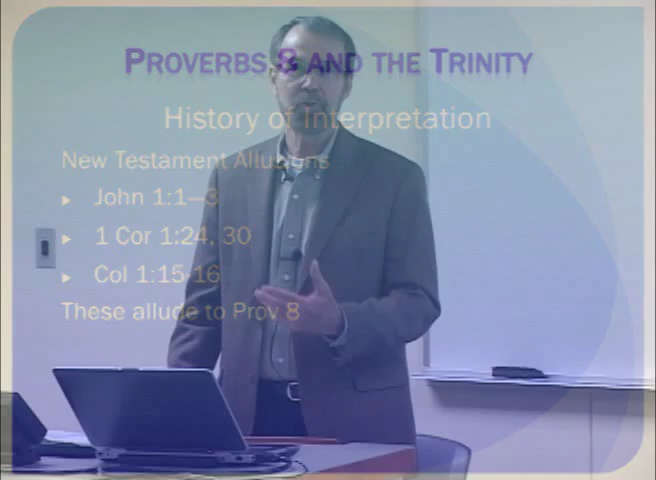 PROVERBS 8 AND THE TRINITY
History of Interpretation
New Testament Allusions
John 1:1–3
1 Cor 1:24, 30
Col 1:15-16
These allude to Prov 8